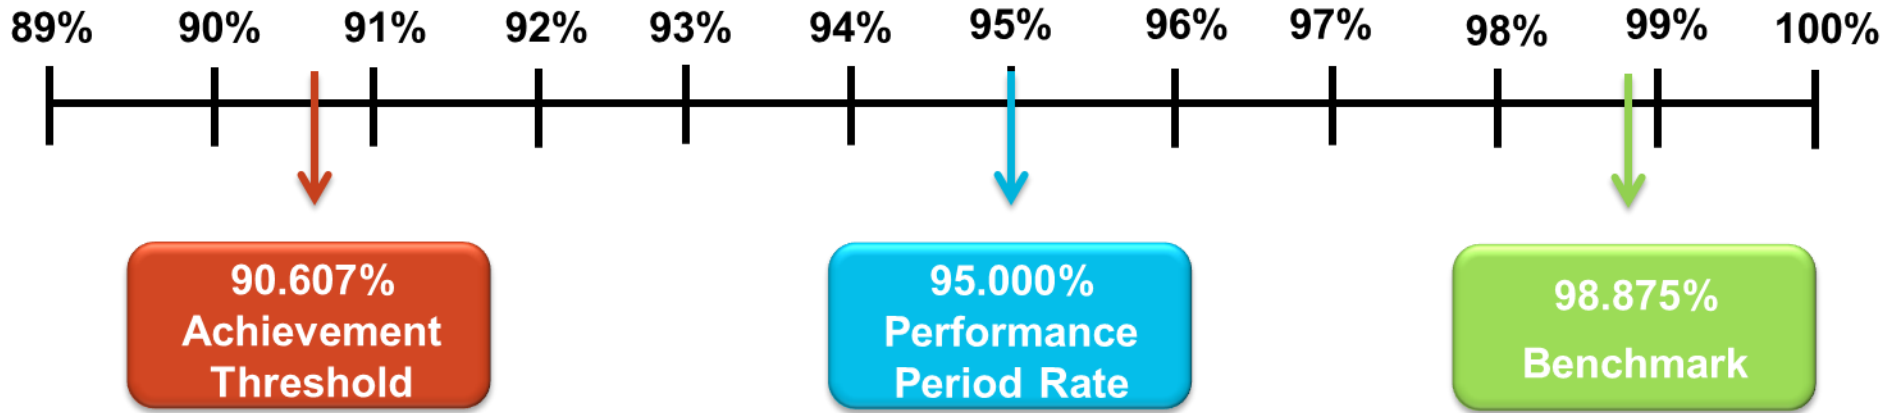 89% 90% 91% 92% 93% 94% 95% 96% 97% 98% 99% 100%
90.607%
Achievement
Threshold
95.000%
Performance
Period Rate
98.875%
Benchmark